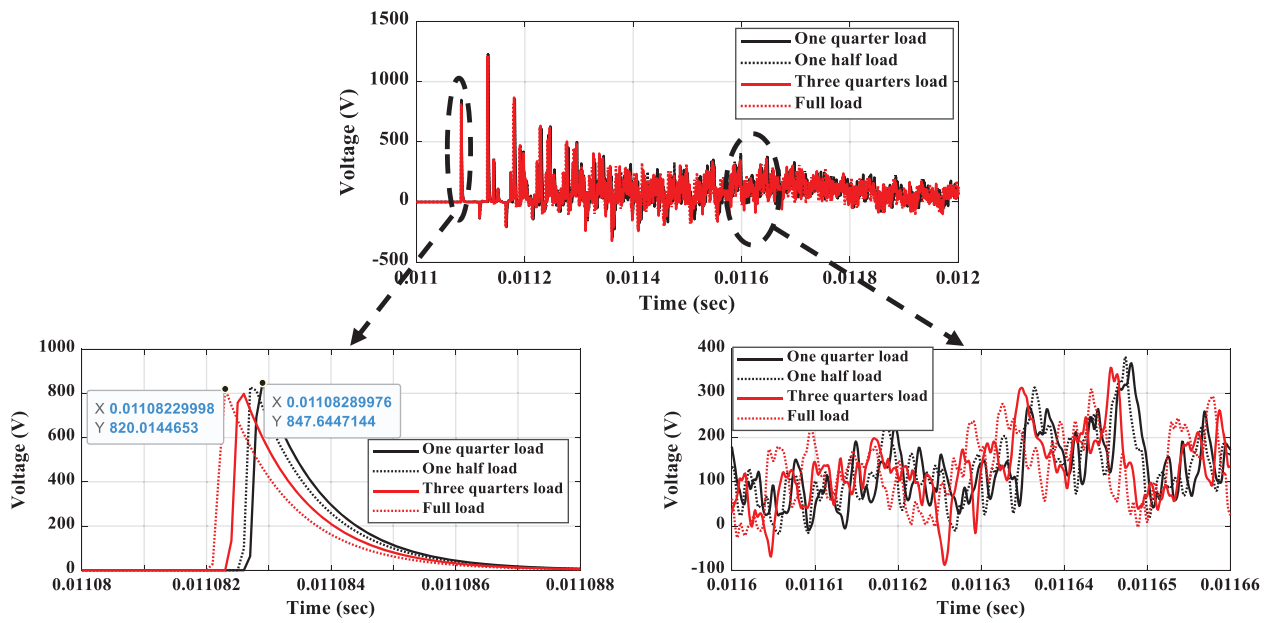 1500
1000
500
0
-500
Voltage (V)
One quarter load
One half load
Three quarters load
Full load
0.011
0.0112
0.0114
0.0116
0.0118
0.012
Time (sec)
1000
800
600
400
200
0
Voltage (V)
X 0.01108229998
Y 820.0144653
X 0.01108289976
Y 847.6447144
One quarter load
One half load
Three quarters load
Full load
0.01108
0.011082
0.011084
0.011086
0.011088
Time (sec)
400
300
200
100
0
-100
Voltage (V)
One quarter load
One half load
Three quarters load
Full load
0.0116
0.01161
0.01162
0.01163
0.01164
0.01165
0.01166
Time (sec)